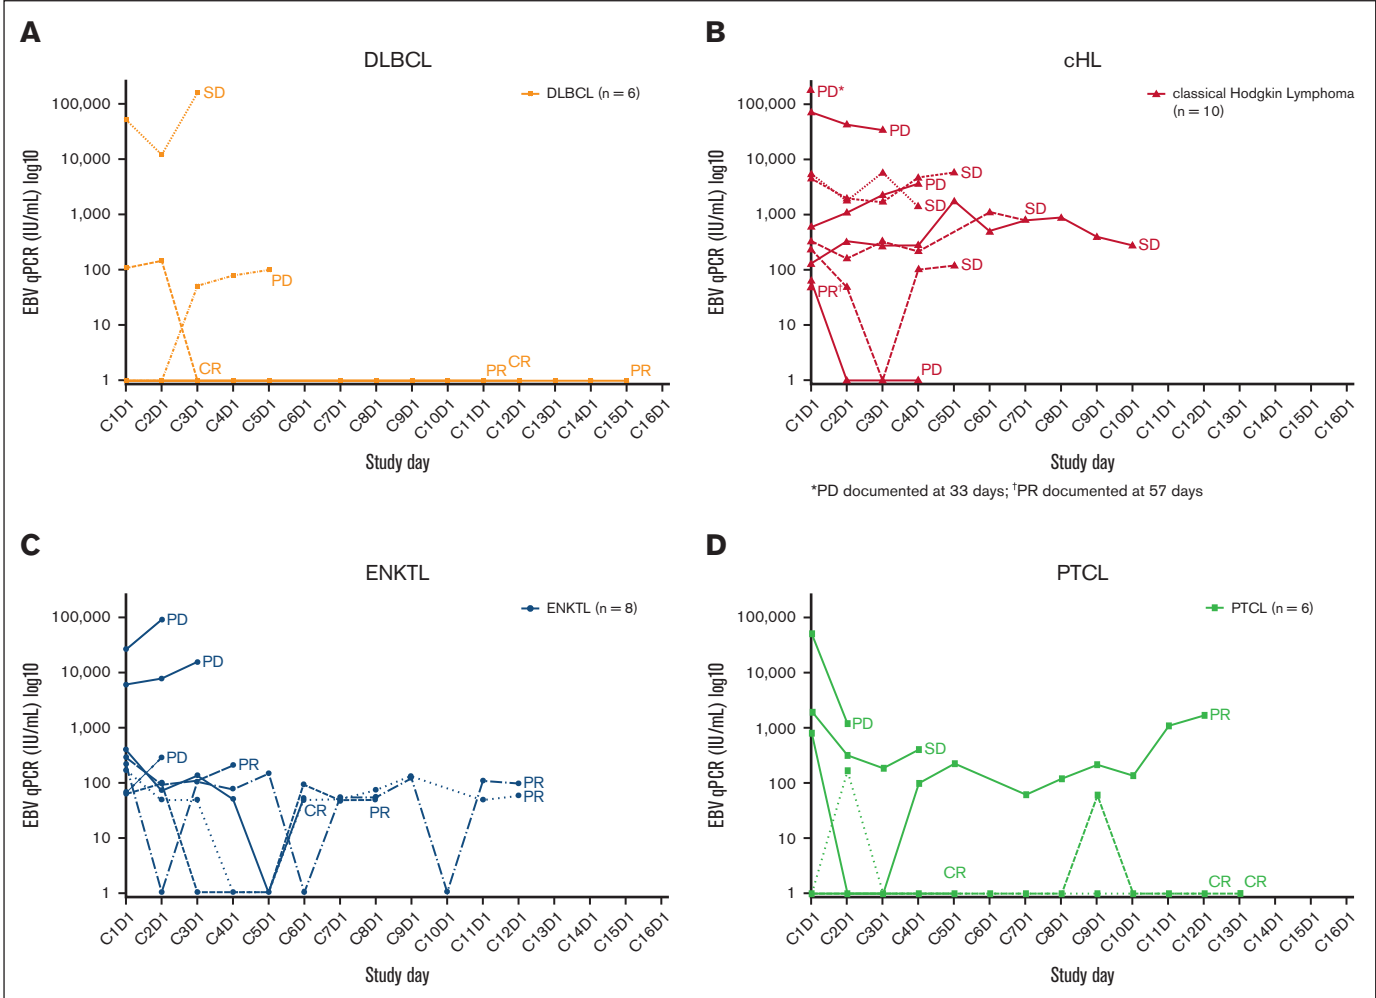 A
DLBCL
DLBCL (n = 6)
EBV qPCR (IU/mL) log10
100,000
10,000
1,000
100
10
1
SD
PD
CR
PR
CR
PR
C1D1
C2D1
C3D1
C4D1
C5D1
C6D1
C7D1
C8D1
C9D1
C10D1
C11D1
C12D1
C13D1
C14D1
C15D1
C16D1
Study day
B
cHL
classical Hodgkin Lymphoma
(n = 10)
EBV qPCR (IU/mL) log10
100,000
10,000
1,000
100
10
1
PD*
PD
SD
PD
SD
SD
SD
SD
PR†
PD
C1D1
C2D1
C3D1
C4D1
C5D1
C6D1
C7D1
C8D1
C9D1
C10D1
C11D1
C12D1
C13D1
C14D1
C15D1
C16D1
Study day
*PD documented at 33 days; †PR documented at 57 days
C
ENKTL
ENKTL (n = 8)
EBV qPCR (IU/mL) log10
100,000
10,000
1,000
100
10
1
PD
PD
PD
PR
CR
PR
PR
PR
C1D1
C2D1
C3D1
C4D1
C5D1
C6D1
C7D1
C8D1
C9D1
C10D1
C11D1
C12D1
C13D1
C14D1
C15D1
C16D1
Study day
D
PTCL
PTCL (n = 6)
EBV qPCR (IU/mL) log10
100,000
10,000
1,000
100
10
1
PD
SD
PR
CR
CR
CR
C1D1
C2D1
C3D1
C4D1
C5D1
C6D1
C7D1
C8D1
C9D1
C10D1
C11D1
C12D1
C13D1
C14D1
C15D1
C16D1
Study day